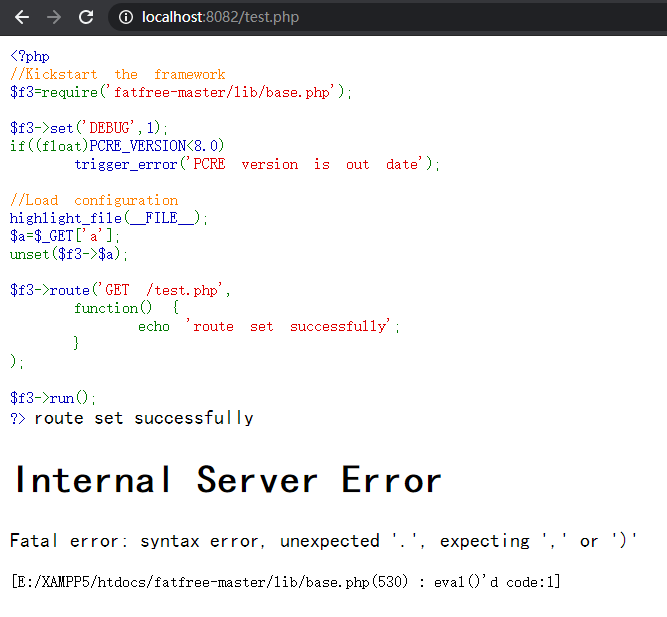 localhost:8082/test.php
<?php
//Kickstart the framework
$f3=require('fatfree-master/lib/base.php');
$f3->set('DEBUG',1);
if((float)PCRE_VERSION<8.0)
trigger_error('PCRE version is out date');
//Load configuration
highlight_file(__FILE__);
$a=$_GET['a'];
unset($f3->$a);
$f3->route('GET /test.php',
function() {
echo 'route set successfully';
}
);
$f3->run();
?> route set successfully
Internal Server Error
Fatal error: syntax error, unexpected '.', expecting ',' or ')'
[E:/XAMPP5/htdocs/fatfree-master/lib/base.php(530) : eval()'d code:1]